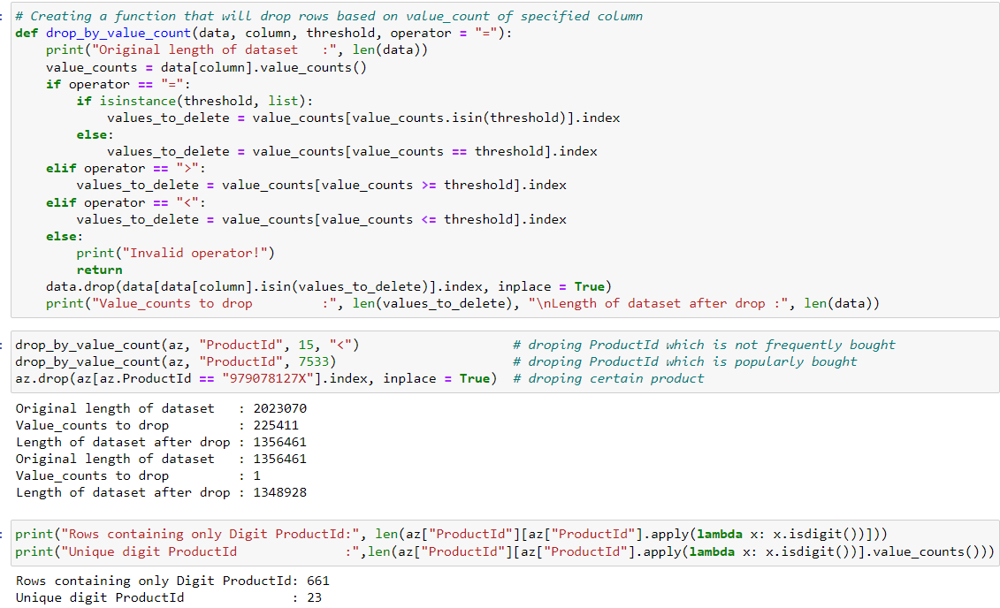 # Creating a function that will drop rows based on value_count of specified column
def drop_by_value_count(data, column, threshold, operator = "="):
    print("Original length of dataset   :", len(data))
    value_counts = data[column].value_counts()
    if operator == "=":
        if isinstance(threshold, list):
            values_to_delete = value_counts[value_counts.isin(threshold)].index
        else:
            values_to_delete = value_counts[value_counts == threshold].index
    elif operator == ">":
        values_to_delete = value_counts[value_counts >= threshold].index
    elif operator == "<":
        values_to_delete = value_counts[value_counts <= threshold].index
    else:
        print("Invalid operator!")
        return
    data.drop(data[data[column].isin(values_to_delete)].index, inplace = True)
    print("Value_counts to drop         :", len(values_to_delete), "\nLength of dataset after drop :", len(data))
drop_by_value_count(az, "ProductId", 15, "<")                    # droping ProductId which is not frequently bought
drop_by_value_count(az, "ProductId", 7533)                       # droping ProductId which is popularly bought
az.drop(az[az.ProductId == "979078127X"].index, inplace = True)  # droping certain product
Original length of dataset   : 2023070
Value_counts to drop         : 225411
Length of dataset after drop : 1356461
Original length of dataset   : 1356461
Value_counts to drop         : 1
Length of dataset after drop : 1348928
print("Rows containing only Digit ProductId:", len(az["ProductId"][az["ProductId"].apply(lambda x: x.isdigit())]))
print("Unique digit ProductId              :",len(az["ProductId"][az["ProductId"].apply(lambda x: x.isdigit())].value_counts()))
Rows containing only Digit ProductId: 661
Unique digit ProductId              : 23